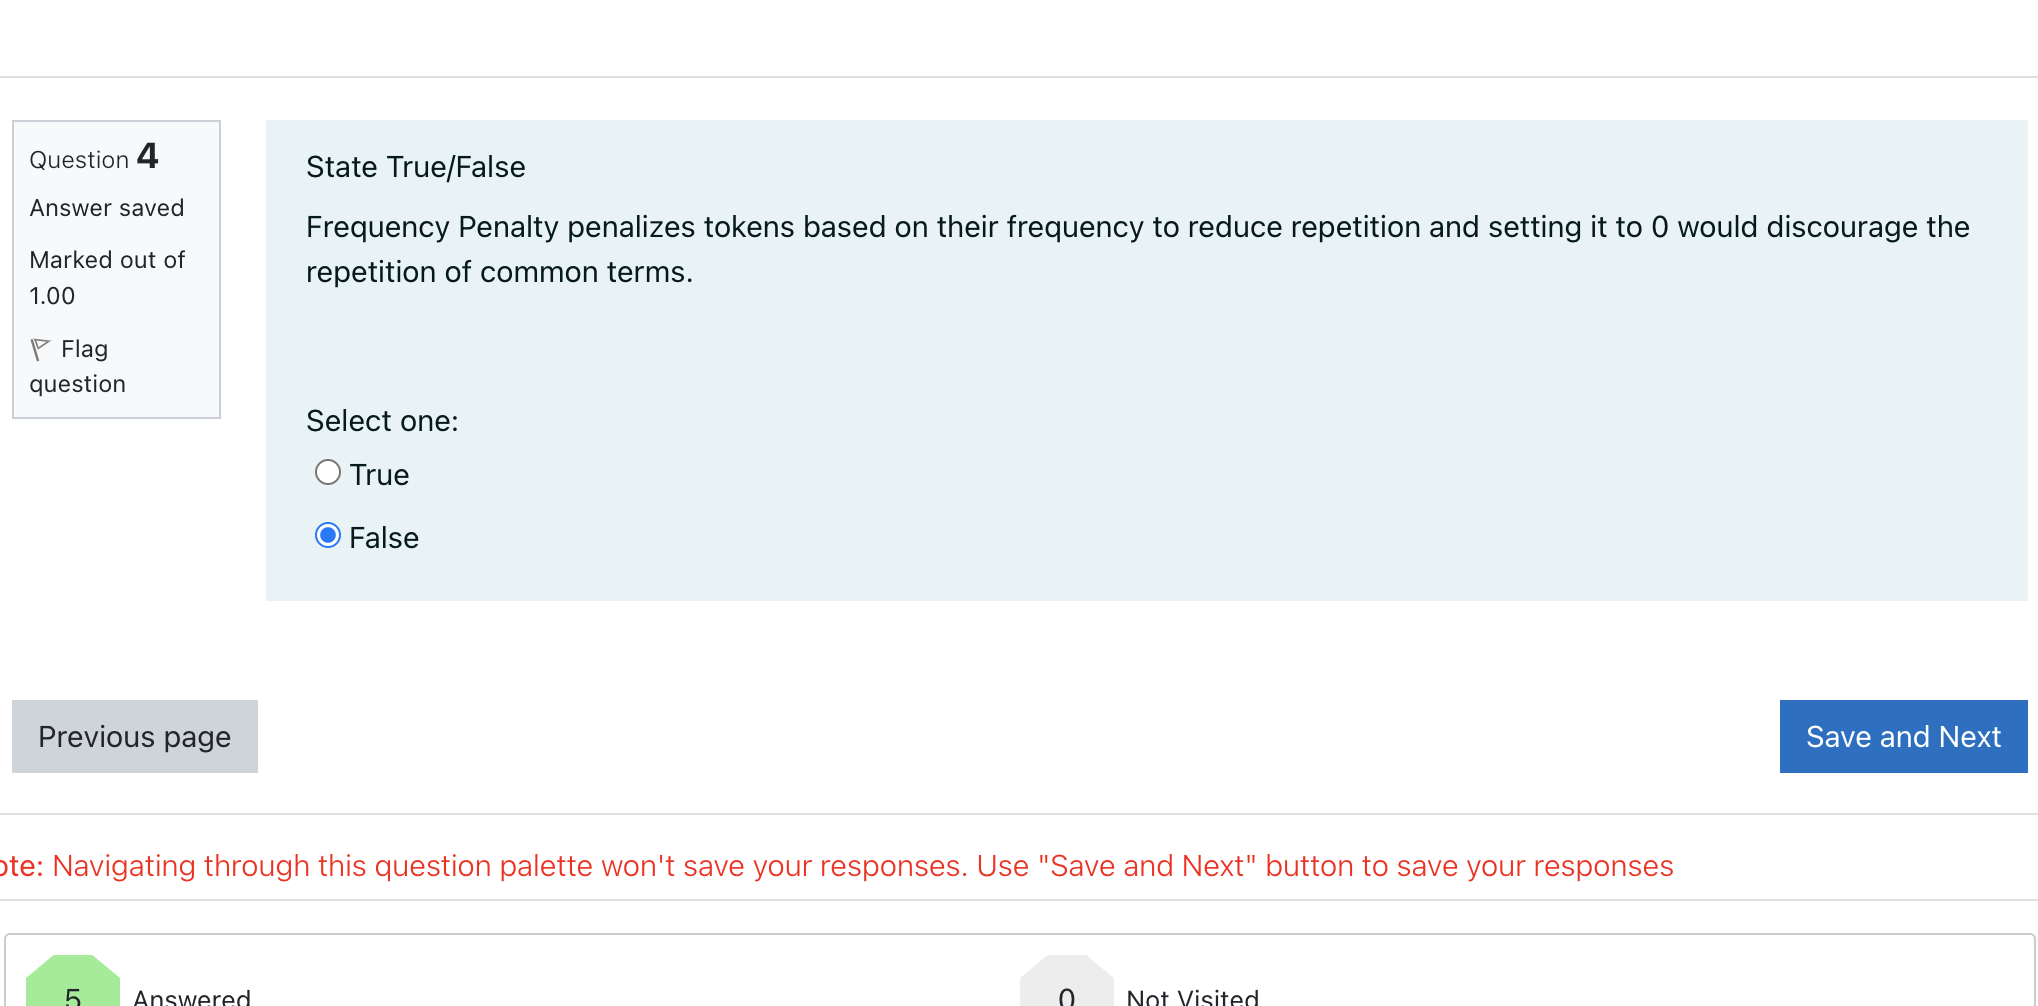 Question 4
Answer saved
Marked out of
1.00
Flag
question
State True/False
Frequency Penalty penalizes tokens based on their frequency to reduce repetition and setting it to 0 would discourage the
repetition of common terms.
Select one:
True
False
Previous page
Save and Next
ote: Navigating through this question palette won't save your responses. Use "Save and Next" button to save your responses
5 Answered
0 Not Visited